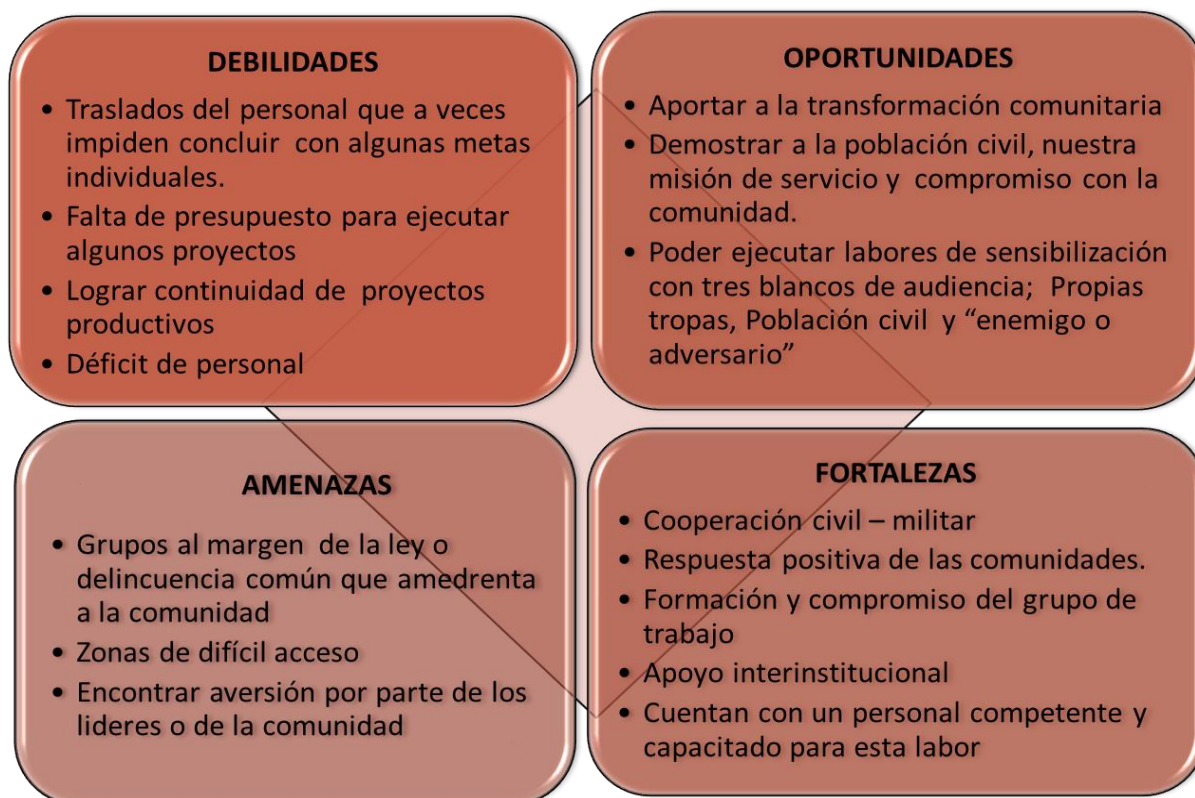 DEBILIDADES
• Traslados del personal que a veces
impiden concluir con algunas metas
individuales.
• Falta de presupuesto para ejecutar
algunos proyectos
• Lograr continuidad de proyectos
productivos
• Déficit de personal
OPORTUNIDADES
• Aportar a la transformación comunitaria
• Demostrar a la población civil, nuestra
misión de servicio y compromiso con la
comunidad.
• Poder ejecutar labores de sensibilización
con tres blancos de audiencia; Propias
tropas, Población civil y “enemigo o
adversario”
AMENAZAS
• Grupos al margen de la ley o
delincuencia común que amedrenta
a la comunidad
• Zonas de difícil acceso
• Encontrar aversión por parte de los
lideres o de la comunidad
FORTALEZAS
• Cooperación civil – militar
• Respuesta positiva de las comunidades.
• Formación y compromiso del grupo de
trabajo
• Apoyo interinstitucional
• Cuentan con un personal competente y
capacitado para esta labor